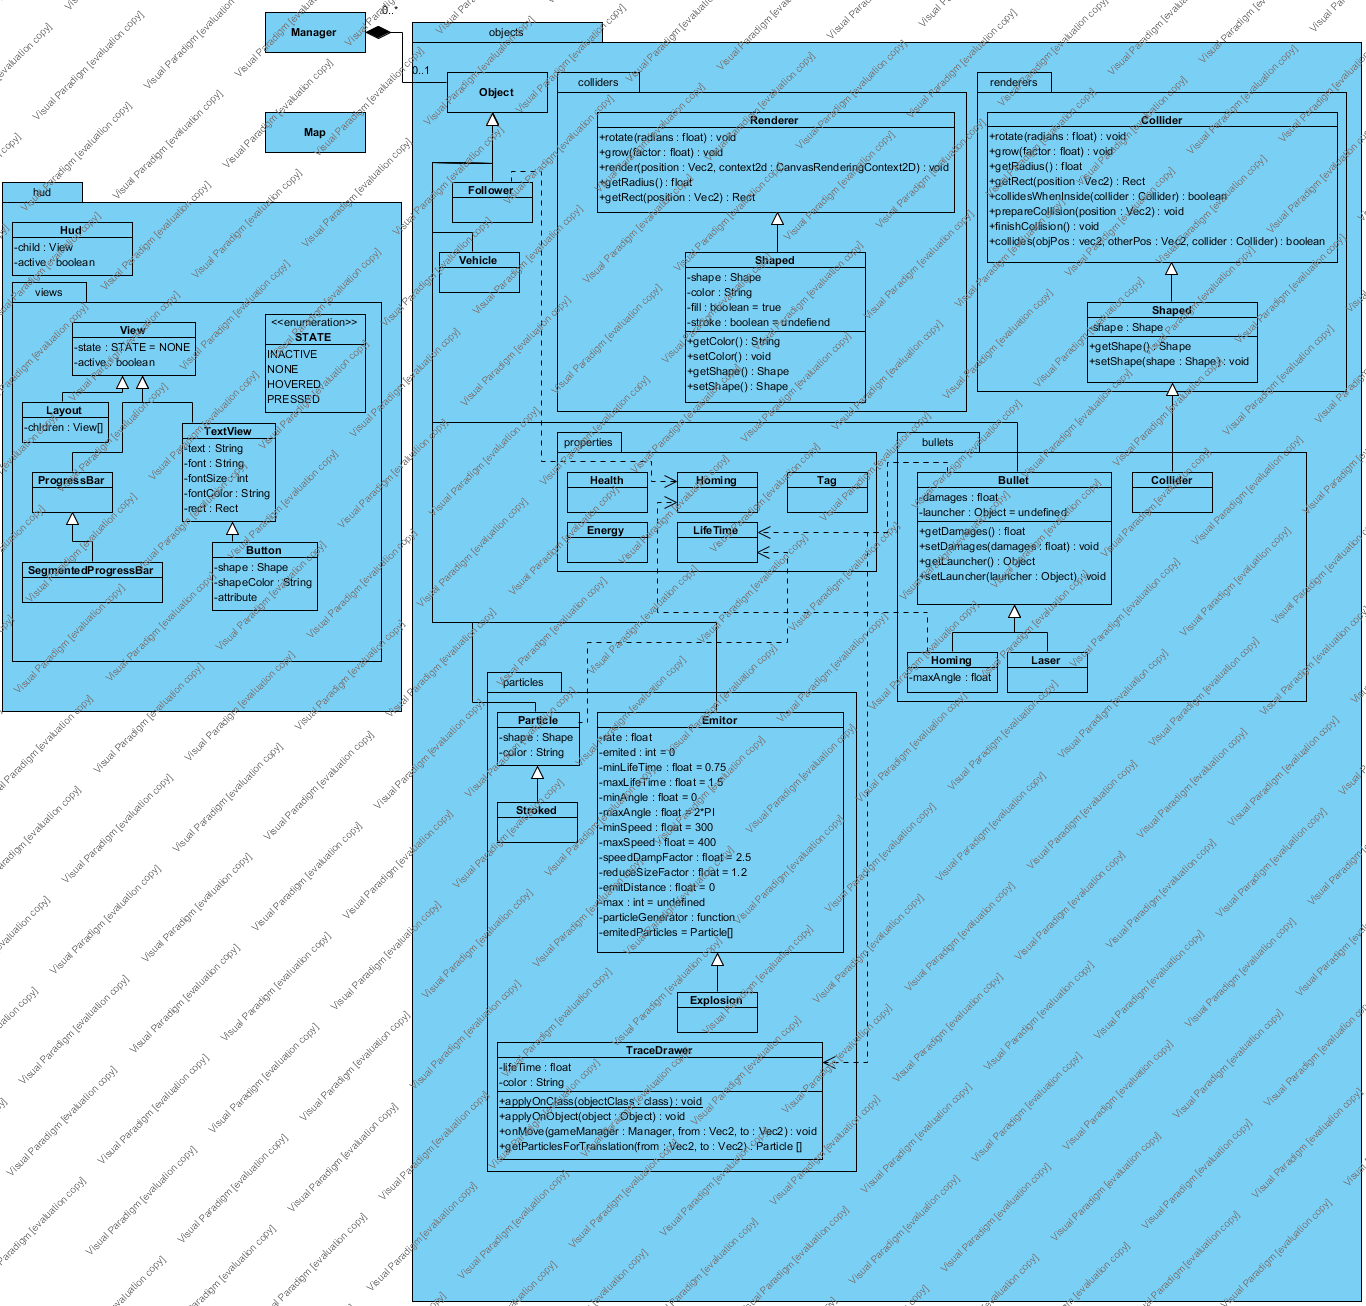 Manager
0..*
0..1
Map
hud
Hud
-child : View
-active : boolean
views
View
-state : STATE = NONE
-active : boolean
<<enumeration>>
STATE
INACTIVE
NONE
HOVERED
PRESSED
Layout
-children : View[]
TextView
-text : String
-font : String
-fontSize : int
-fontColor : String
-rect : Rect
ProgressBar
SegmentedProgressBar
Button
-shape : Shape
-shapeColor : String
-attribute
objects
Object
Follower
Vehicle
colliders
Renderer
+rotate(radians : float) : void
+grow(factor : float) : void
+render(position : Vec2, context2d : CanvasRenderingContext2D) : void
+getRadius() : float
+getRect(position : Vec2) : Rect
Shaped
-shape : Shape
-color : String
-fill : boolean = true
-stroke : boolean = undefiend
+getColor() : String
+setColor() : void
+getShape() : Shape
+setShape() : Shape
renderers
Collider
+rotate(radians : float) : void
+grow(factor : float) : void
+getRadius() : float
+getRect(position : Vec2) : Rect
+collidesWhenInside(collider : Collider) : boolean
+prepareCollision(position : Vec2) : void
+finishCollision() : void
+collides(objPos : vec2, otherPos : Vec2, collider : Collider) : boolean
Shaped
-shape : Shape
+getShape() : Shape
+setShape(shape : Shape) : void
properties
Health
Homing
Tag
Energy
LifeTime
bullets
Bullet
-damages : float
-launcher : Object = undefined
+getDamages() : float
+setDamages(damages : float) : void
+getLauncher() : Object
+setLauncher(launcher : Object) : void
Collider
Homing
-maxAngle : float
Laser
particles
Particle
-shape : Shape
-color : String
Stroked
Emitor
-rate : float
-emited : int = 0
-minLifeTime : float = 0.75
-maxLifeTime : float = 1.5
-minAngle : float = 0
-maxAngle : float = 2*PI
-minSpeed : float = 300
-maxSpeed : float = 400
-speedDampFactor : float = 2.5
-reduceSizeFactor : float = 1.2
-emitDistance : float = 0
-max : int = undefined
-particleGenerator : function
-emitedParticles = Particle[]
Explosion
TraceDrawer
-lifeTime : float
-color : String
+applyOnClass(objectClass : class) : void
+applyOnObject(object : Object) : void
+onMove(gameManager : Manager, from : Vec2, to : Vec2) : void
+getParticlesForTranslation(from : Vec2, to : Vec2) : Particle []
Visual Paradigm [evaluation copy]